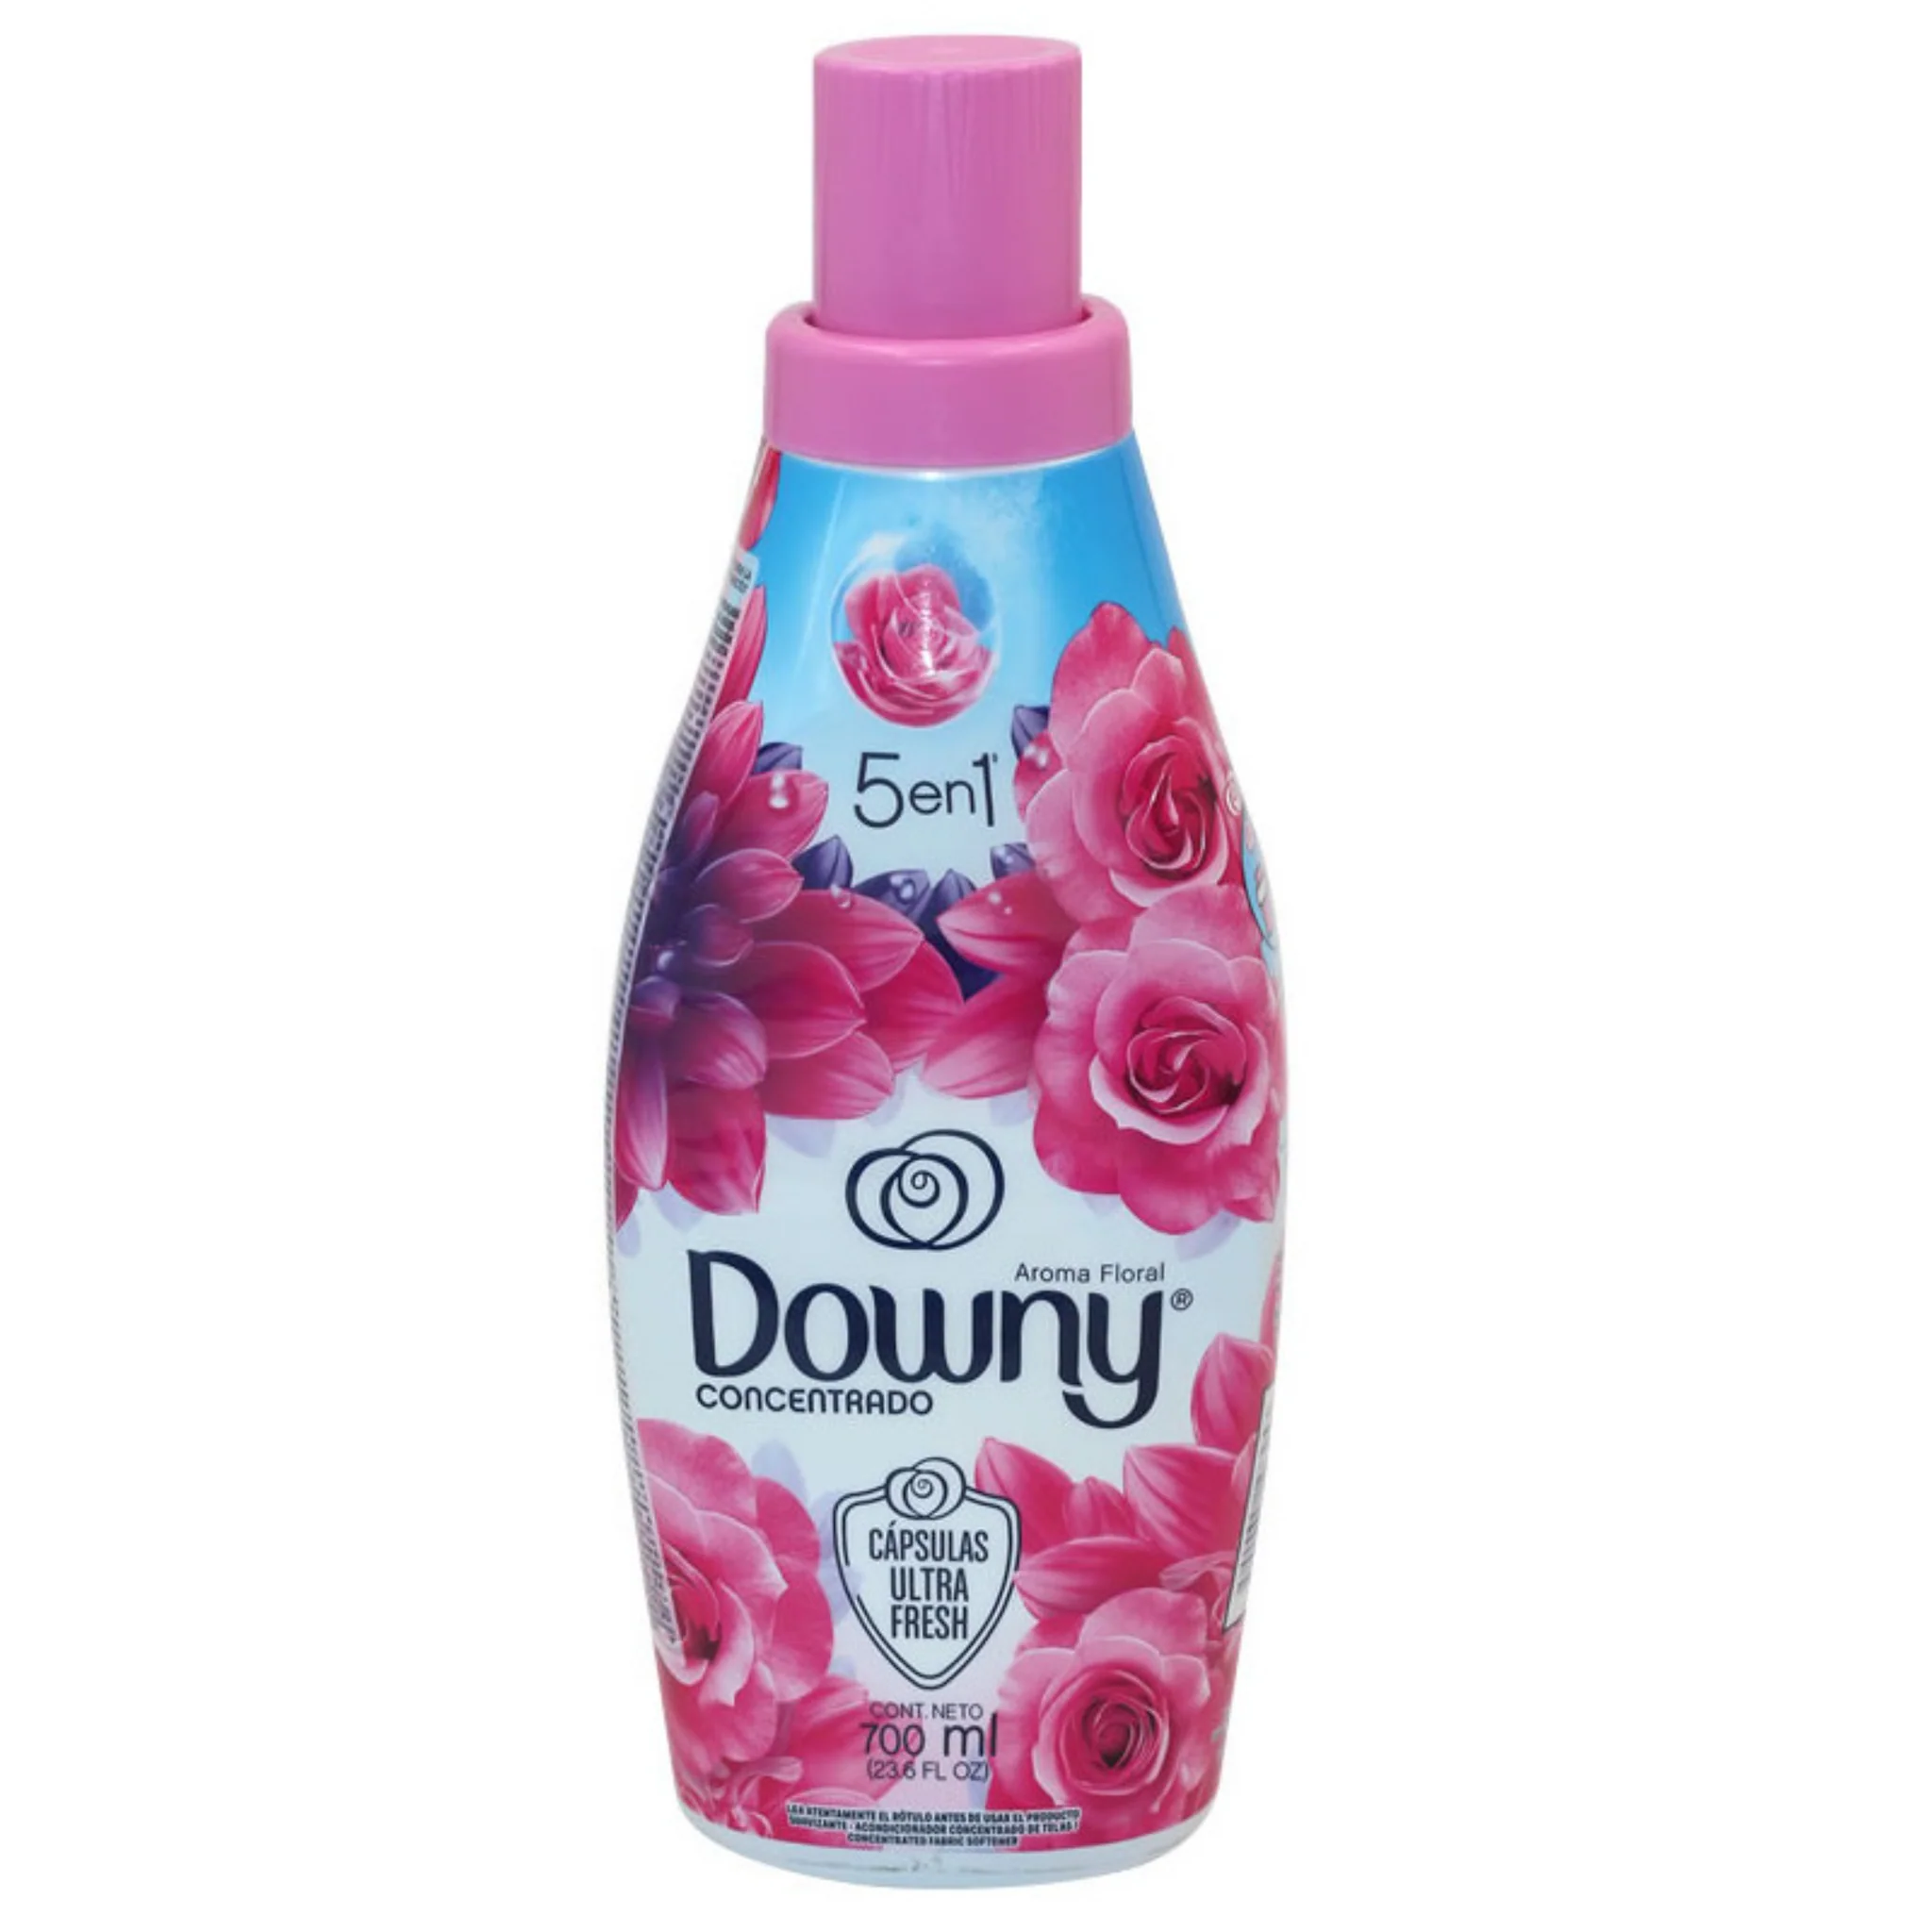 5en1*
Aroma Floral
Downy®
CONCENTRADO
CÁPSULAS
ULTRA
FRESH
CONT. NETO
700 ml
(23.6 FL OZ)
LEA ATENTAMENTE EL RÓTULO ANTES DE USAR EL PRODUCTO
SUAVIZANTE - ACONDICIONADOR CONCENTRADO DE TELAS /
CONCENTRATED FABRIC SOFTENER